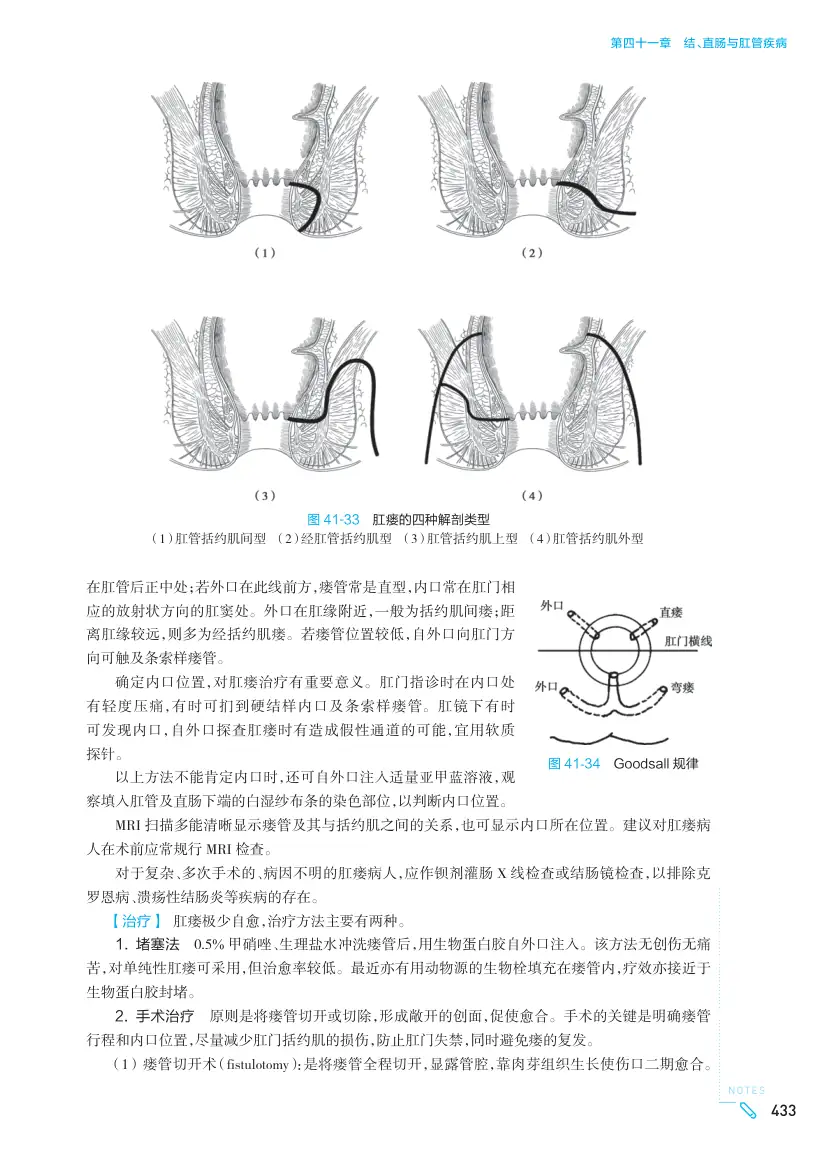 第四十一章　结、直肠与肛管疾病
（1）
（2）
（3）
（4）
图 41-33　肛瘘的四种解剖类型
（1）肛管括约肌间型　（2）经肛管括约肌型　（3）肛管括约肌上型　（4）肛管括约肌外型
在肛管后正中处；若外口在此线前方，瘘管常是直型，内口常在肛门相
应的放射状方向的肛窦处。外口在肛缘附近，一般为括约肌间瘘；距
离肛缘较远，则多为经括约肌瘘。若瘘管位置较低，自外口向肛门方
向可触及条索样瘘管。
确定内口位置，对肛瘘治疗有重要意义。肛门指诊时在内口处
有轻度压痛，有时可扪到硬结样内口及条索样瘘管。肛镜下有时
可发现内口，自外口探查肛瘘时有造成假性通道的可能，宜用软质
探针。
以上方法不能肯定内口时，还可自外口注入适量亚甲蓝溶液，观
察填入肛管及直肠下端的白湿纱布条的染色部位，以判断内口位置。
外口
直瘘
肛门横线
外口
弯瘘
图 41-34　Goodsall 规律
MRI 扫描多能清晰显示瘘管及其与括约肌之间的关系，也可显示内口所在位置。建议对肛瘘病
人在术前应常规行 MRI 检查。
对于复杂、多次手术的、病因不明的肛瘘病人，应作钡剂灌肠 X 线检查或结肠镜检查，以排除克
罗恩病、溃疡性结肠炎等疾病的存在。
【治疗】　肛瘘极少自愈，治疗方法主要有两种。
1. 堵塞法　0.5% 甲硝唑、生理盐水冲洗瘘管后，用生物蛋白胶自外口注入。该方法无创伤无痛
苦，对单纯性肛瘘可采用，但治愈率较低。最近亦有用动物源的生物栓填充在瘘管内，疗效亦接近于
生物蛋白胶封堵。
2. 手术治疗　原则是将瘘管切开或切除，形成敞开的创面，促使愈合。手术的关键是明确瘘管
行程和内口位置，尽量减少肛门括约肌的损伤，防止肛门失禁，同时避免瘘的复发。
（1）瘘管切开术（fistulotomy）：是将瘘管全程切开，显露管腔，靠肉芽组织生长使伤口二期愈合。
NOTES
433